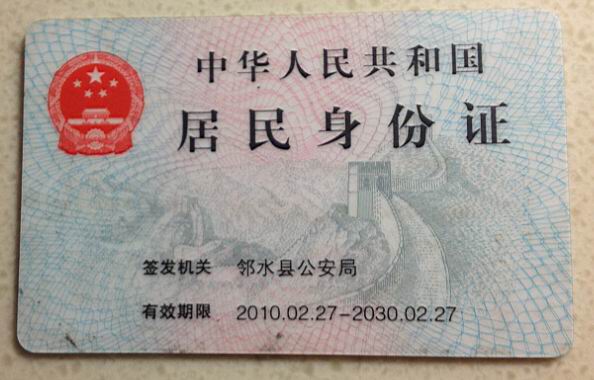 中华人民共和国
居民身份证
签发机关 邻水县公安局
有效期限 2010.02.27-2030.02.27